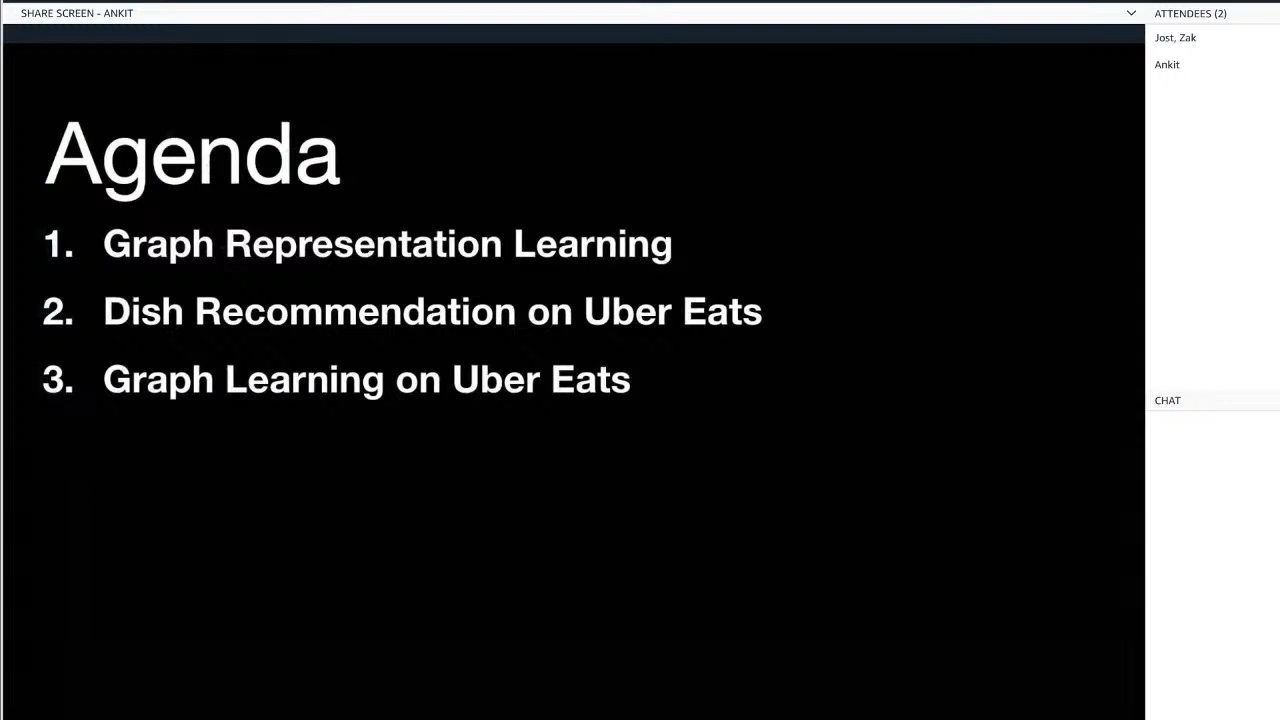 SHARE SCREEN - ANKIT
ATTENDEES (2)
Jost, Zak
Ankit
Agenda
1. Graph Representation Learning
2. Dish Recommendation on Uber Eats
3. Graph Learning on Uber Eats
CHAT